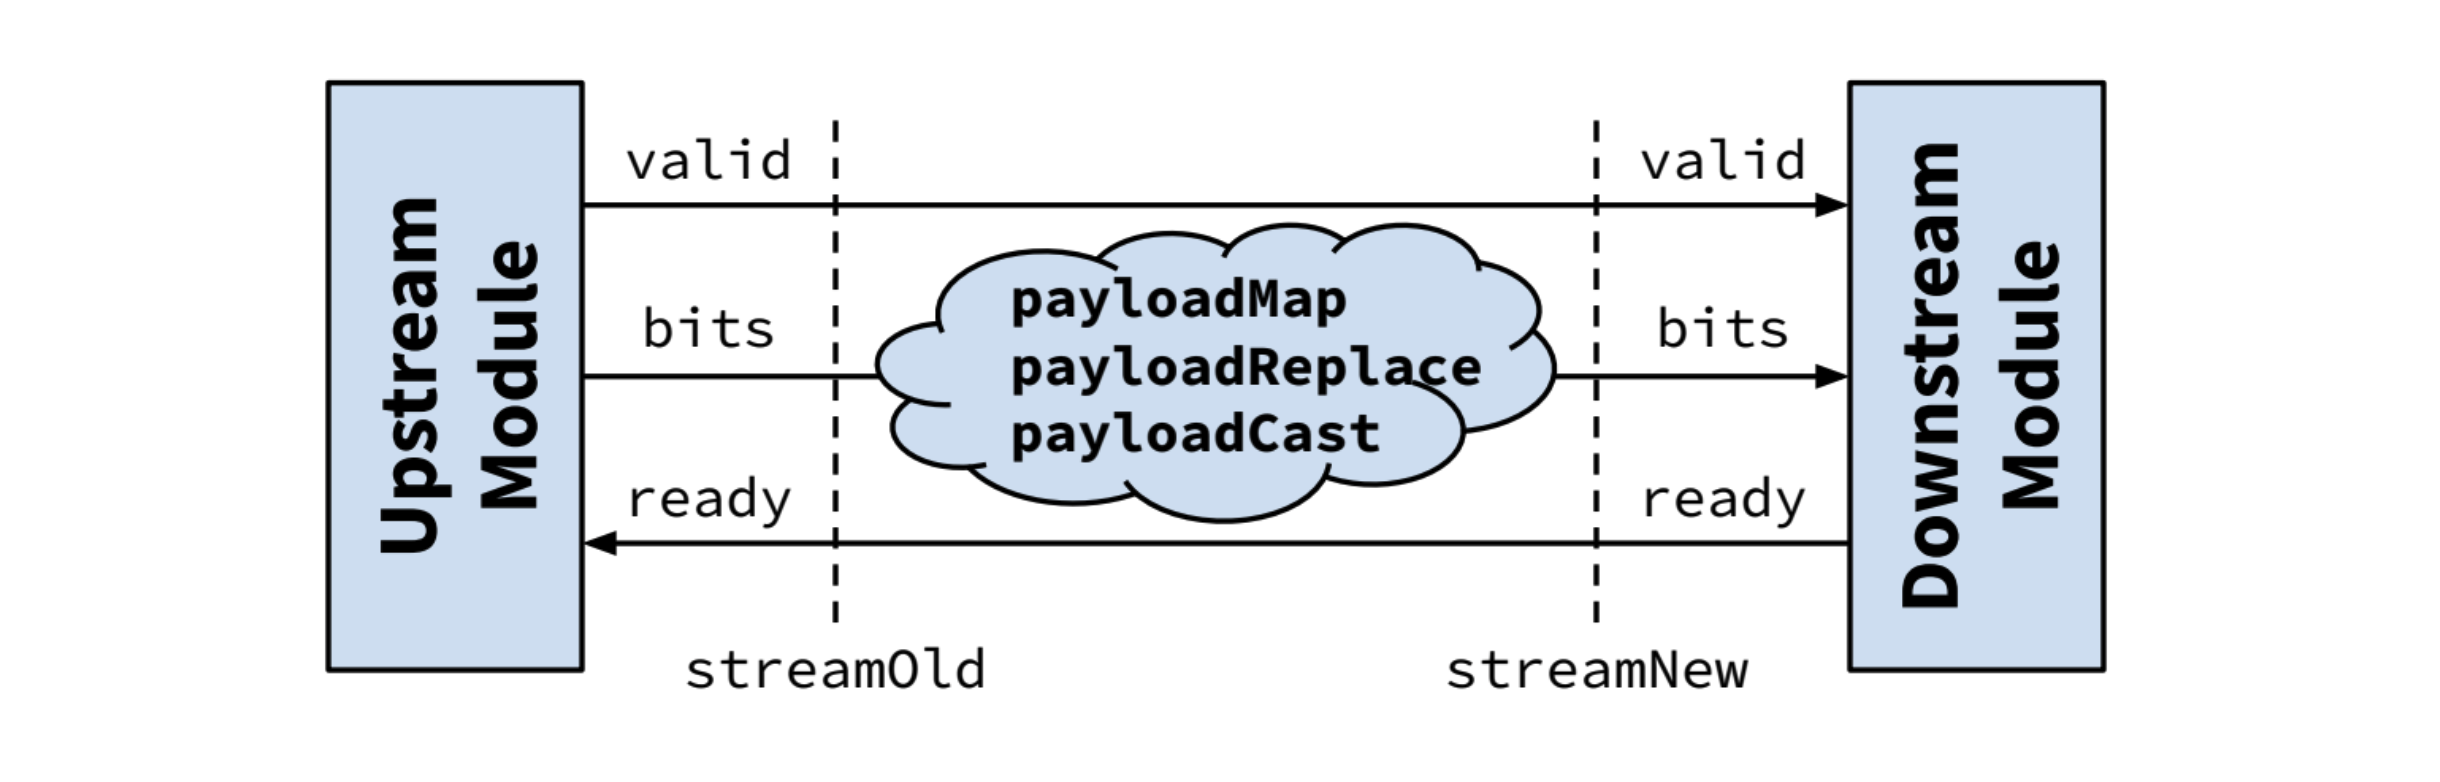 Upstream
Module
valid
bits
ready
streamOld
payloadMap
payloadReplace
payloadCast
valid
bits
ready
streamNew
Downstream
Module